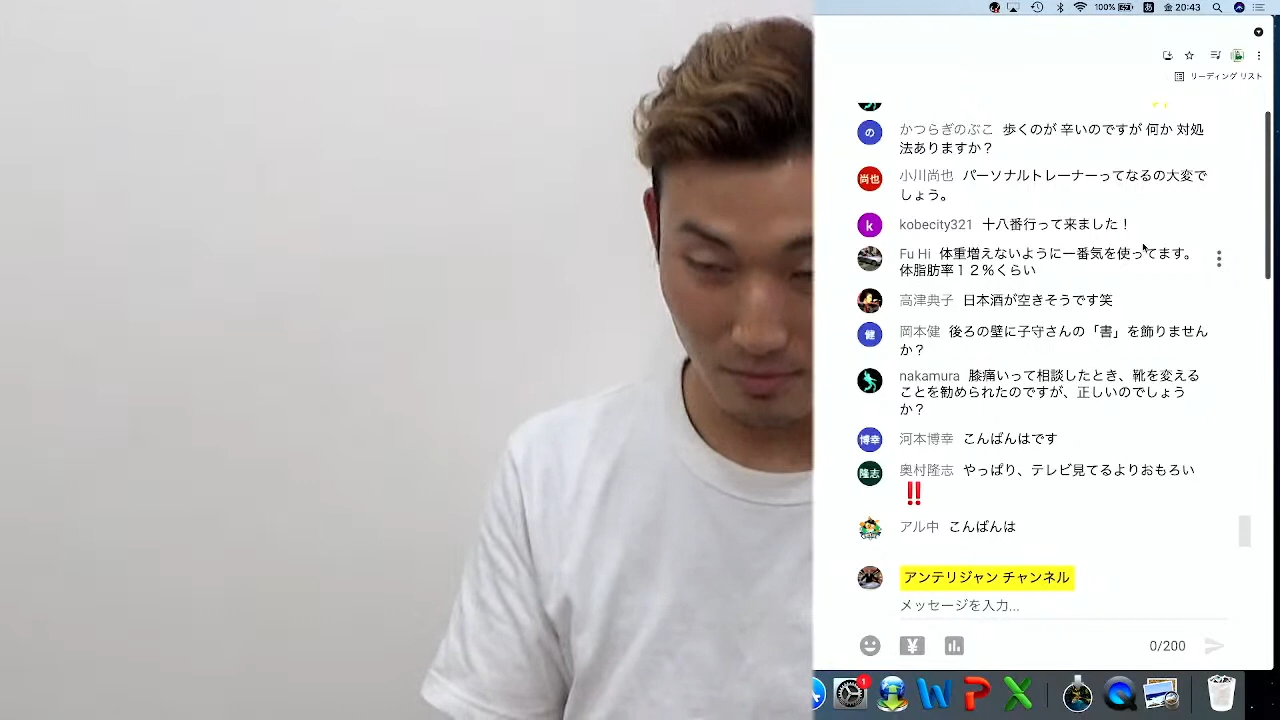 100% あ 金 20:43
リーディング リスト
の かつらぎのぶこ 歩くのが 辛いのですが 何か 対処
法ありますか？
尚也 小川尚也 パーソナルトレーナーってなるの大変で
しょう。
k kobecity321 十八番行って来ました！
Fu Hi 体重増えないように一番気を使ってます。
体脂肪率１２％くらい
高津典子 日本酒が空きそうです笑
健 岡本健 後ろの壁に子守さんの「書」を飾りません
か？
nakamura 膝痛いって相談したとき、靴を変える
ことを勧められたのですが、正しいのでしょう
か？
博幸 河本博幸 こんばんはです
隆志 奥村隆志 やっぱり、テレビ見てるよりおもろい
‼
アル中 こんばんは
アンテリジャン チャンネル
メッセージを入力...
¥ 0/200
1
W P X